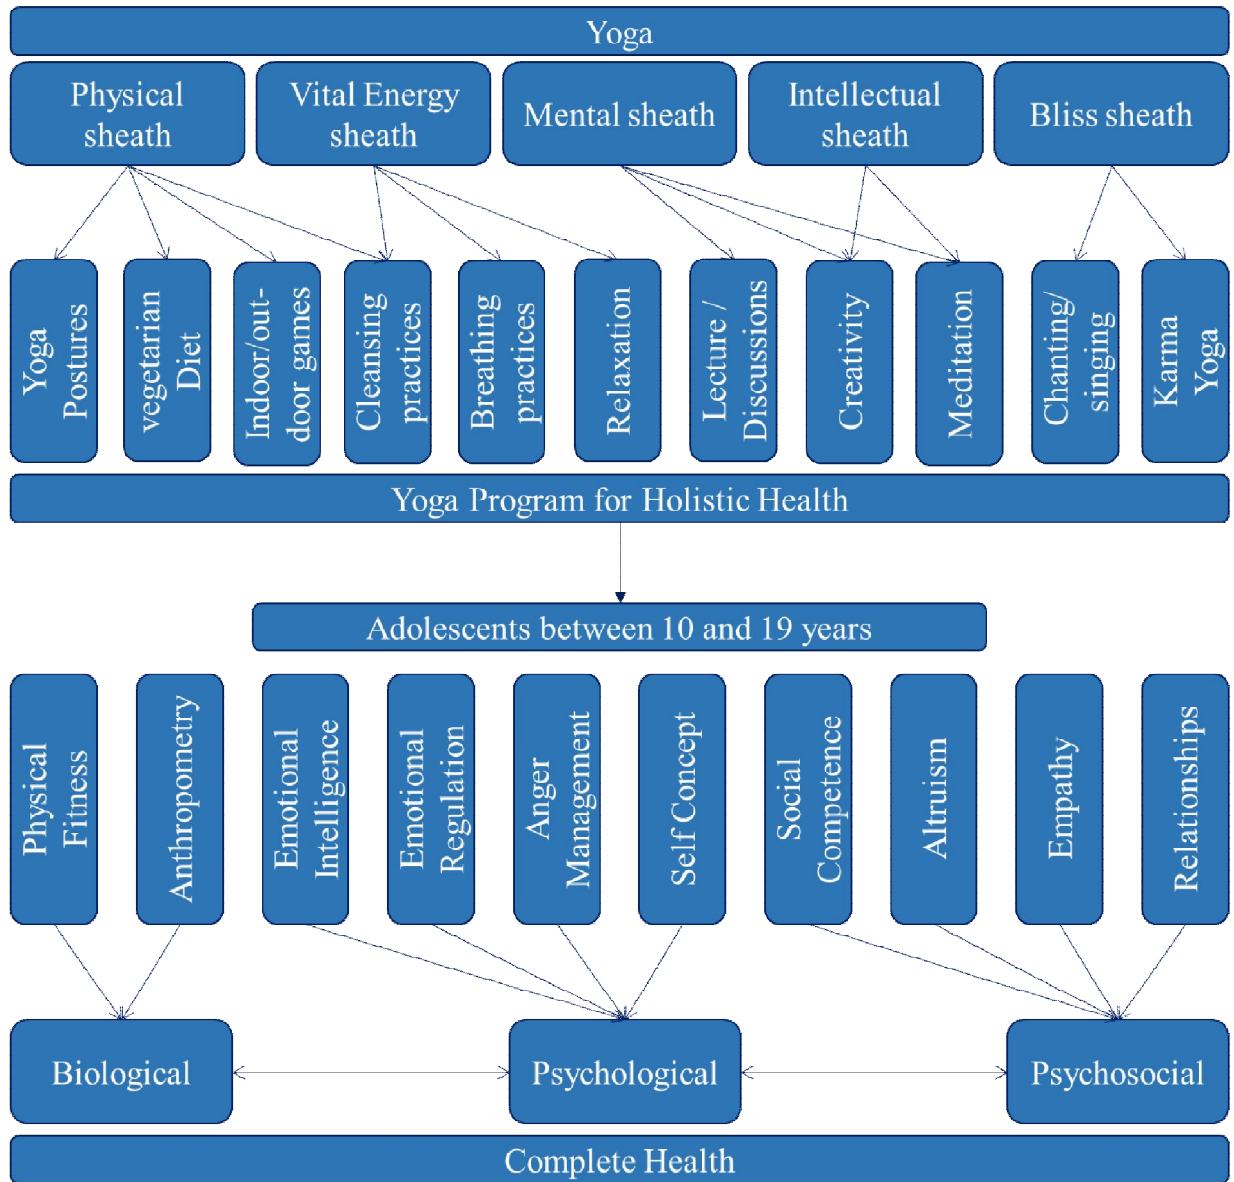 Yoga
Physical
sheath
Vital Energy
sheath
Mental sheath
Intellectual
sheath
Bliss sheath
Yoga
Postures
vegetarian
Diet
Indoor/out-
door games
Cleansing
practices
Breathing
practices
Relaxation
Lecture /
Discussions
Creativity
Meditation
Chanting/
singing
Karma
Yoga
Yoga Program for Holistic Health
Adolescents between 10 and 19 years
Physical
Fitness
Anthropometry
Emotional
Intelligence
Emotional
Regulation
Anger
Management
Self Concept
Social
Competence
Altruism
Empathy
Relationships
Biological
Psychological
Psychosocial
Complete Health